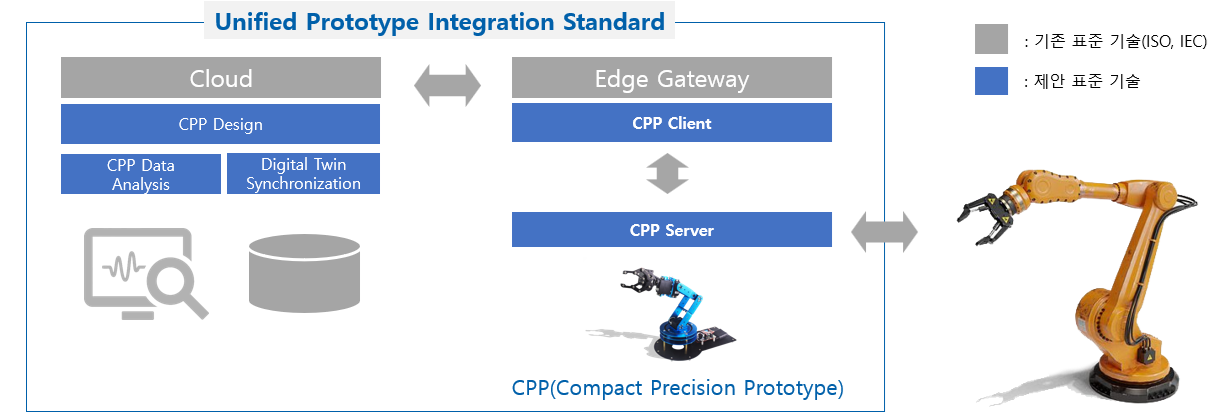 Unified Prototype Integration Standard
Cloud
CPP Design
CPP Data
Analysis
Digital Twin
Synchronization
Edge Gateway
CPP Client
CPP Server
CPP(Compact Precision Prototype)
: 기존 표준 기술(ISO, IEC)
: 제안 표준 기술